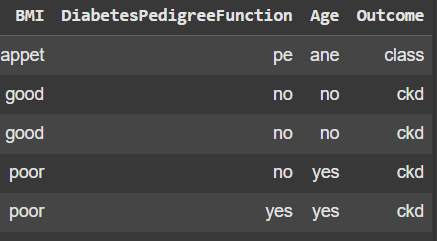 BMI DiabetesPedigreeFunction Age Outcome
appet pe ane class
good no no ckd
good no no ckd
poor no yes ckd
poor yes yes ckd